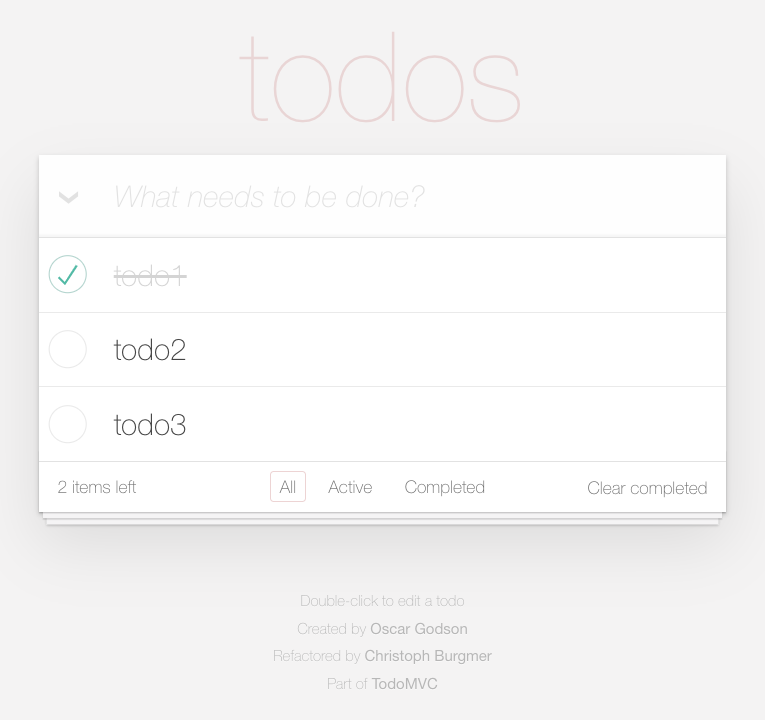 todos
What needs to be done?
todo1
todo2
todo3
2 items left All Active Completed Clear completed
Double-click to edit a todo
Created by Oscar Godson
Refactored by Christoph Burgmer
Part of TodoMVC